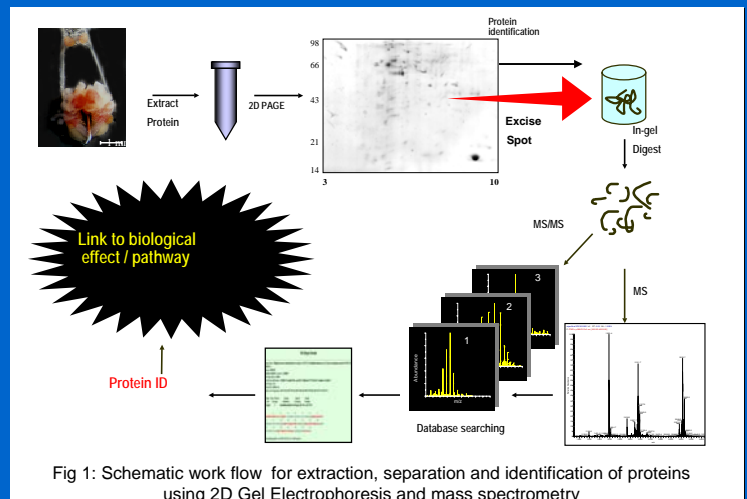 Protein
identification
98
66
43
21
14
3
10
Extract
Protein
2D PAGE
Excise
Spot
In-gel
Digest
MS/MS
MS
Link to biological
effect / pathway
3
2
1
Abundance
Database searching
Protein ID
Fig 1: Schematic work flow for extraction, separation and identification of proteins
using 2D Gel Electrophoresis and mass spectrometry